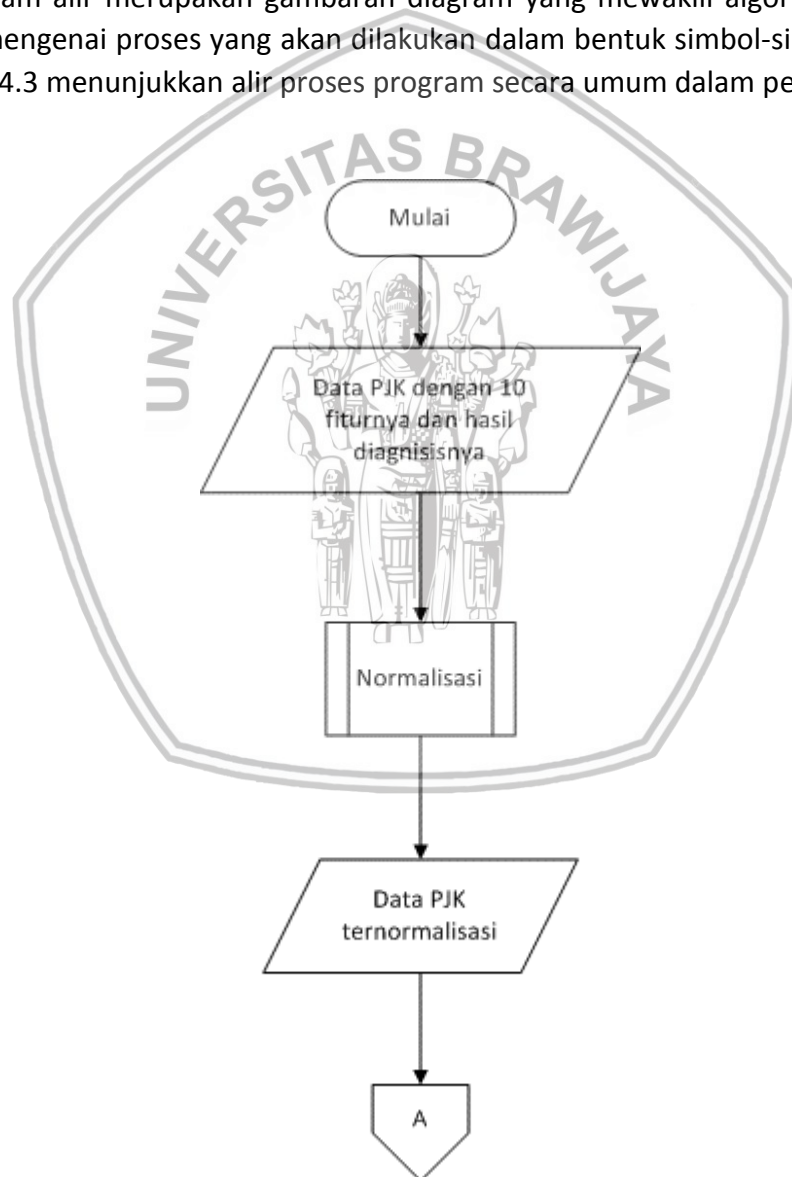 am alir merupakan gambaran diagram yang mewakili algor
mengenai proses yang akan dilakukan dalam bentuk simbol-si
4.3 menunjukkan alir proses program secara umum dalam pe
UNIVERSITAS BRAWIJAYA
Mulai
Data PJK dengan 10
fiturnya dan hasil
diagnisisnya
Normalisasi
Data PJK
ternormalisasi
A